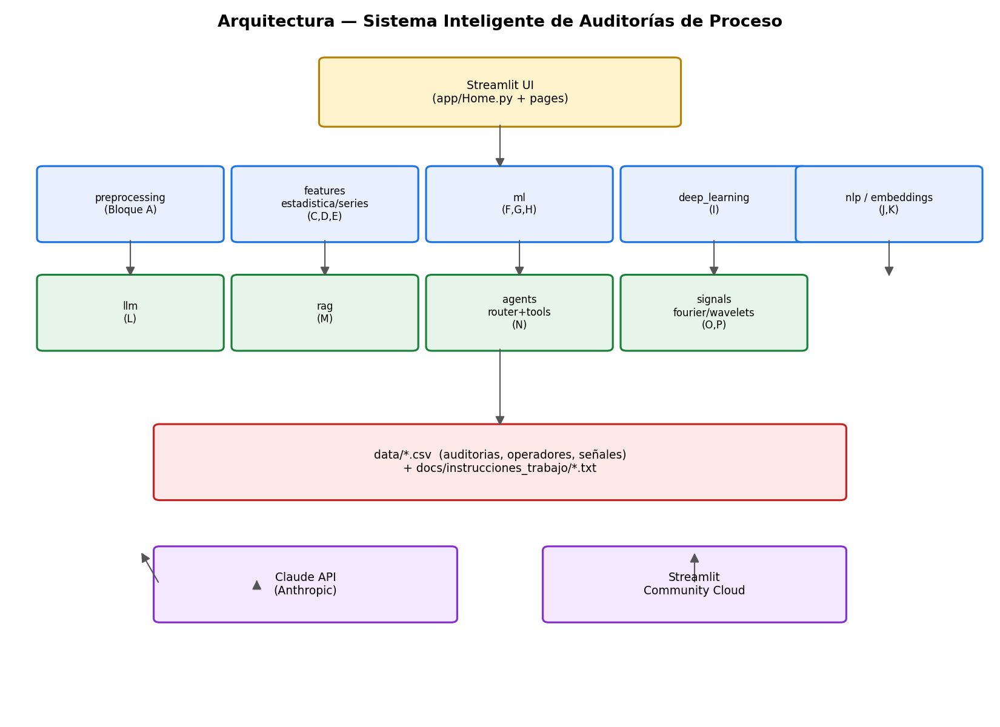 Arquitectura — Sistema Inteligente de Auditorías de Proceso
Streamlit UI
(app/Home.py + pages)
preprocessing
(Bloque A)
features
estadistica/series
(C,D,E)
ml
(F,G,H)
deep_learning
(I)
nlp / embeddings
(J,K)
llm
(L)
rag
(M)
agents
router+tools
(N)
signals
fourier/wavelets
(O,P)
data/*.csv  (auditorias, operadores, señales)
+ docs/instrucciones_trabajo/*.txt
Claude API
(Anthropic)
Streamlit
Community Cloud